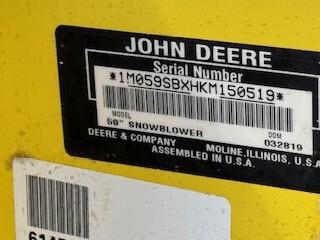 JOHN DEERE
Serial Number
*1M059SBXHKM150519*
MODEL
59" SNOWBLOWER
DOM
032819
DEERE & COMPANY
MOLINE, ILLINOIS, U.S.A.
ASSEMBLED IN U.S.A.